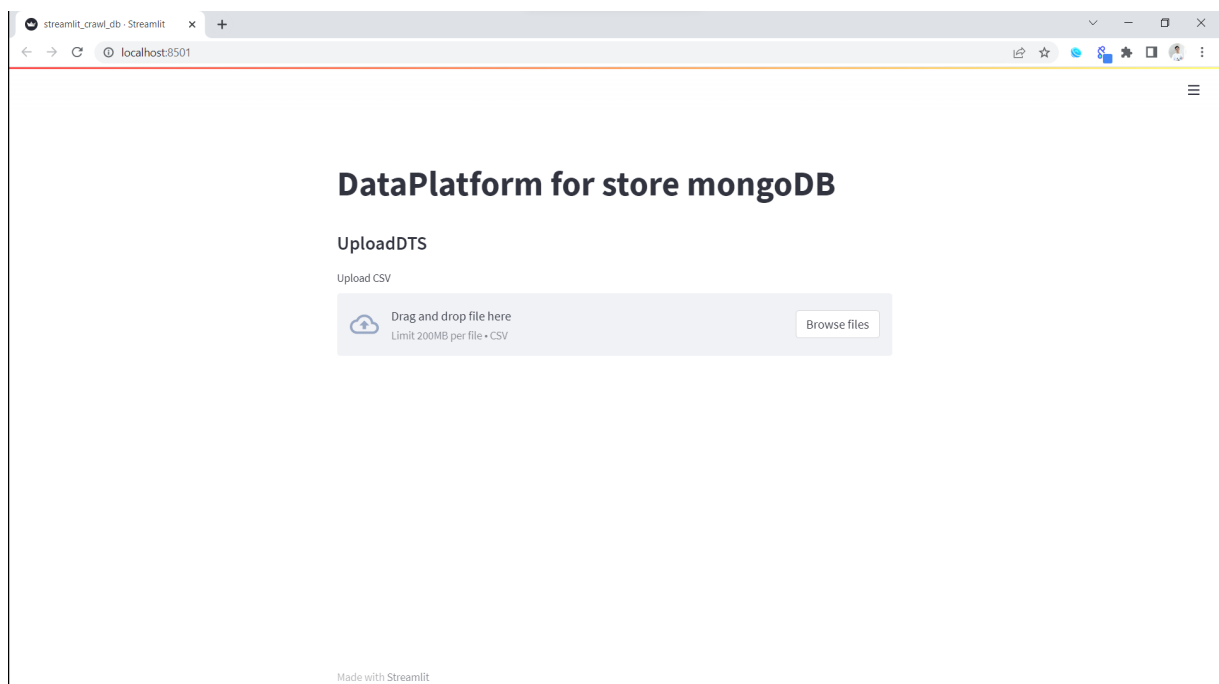 streamlit_crawl_db · Streamlit
localhost:8501
DataPlatform for store mongoDB
UploadDTS
Upload CSV
Drag and drop file here
Limit 200MB per file • CSV
Browse files
Made with Streamlit